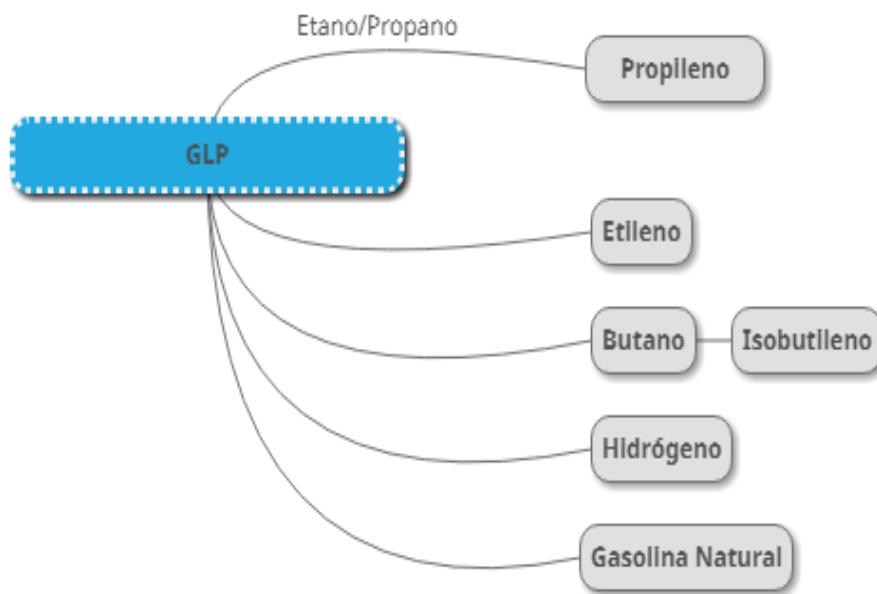 Etano/Propano
Propileno
GLP
Etileno
Butano
Isobutileno
Hidrógeno
Gasolina Natural